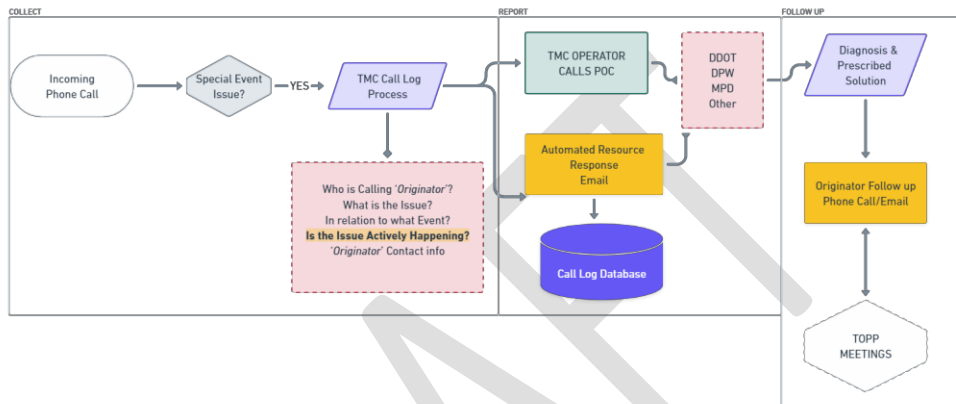 COLLECT
REPORT
FOLLOW UP
Incoming
Phone Call
Special Event
Issue?
YES
TMC Call Log
Process
Who is Calling 'Originator'?
What is the Issue?
In relation to what Event?
Is the Issue Actively Happening?
'Originator' Contact info
TMC OPERATOR
CALLS POC
Automated Resource
Response
Email
Call Log Database
DDOT
DPW
MPD
Other
Diagnosis &
Prescribed
Solution
Originator Follow up
Phone Call/Email
TOPP
MEETINGS